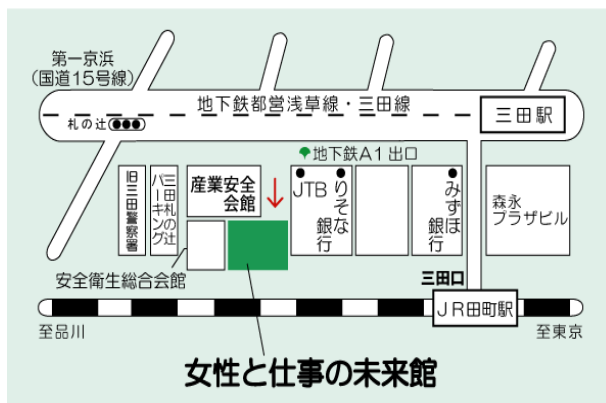 第一京浜
(国道15号線)
地下鉄都営浅草線・三田線
三田駅
札の辻
地下鉄A1出口
旧三田警察署
三田札の辻
パーキング
産業安全
会館
JTB
りそな
銀行
みずほ
銀行
森永
プラザビル
安全衛生総合会館
三田口
JR田町駅
至品川
至東京
女性と仕事の未来館